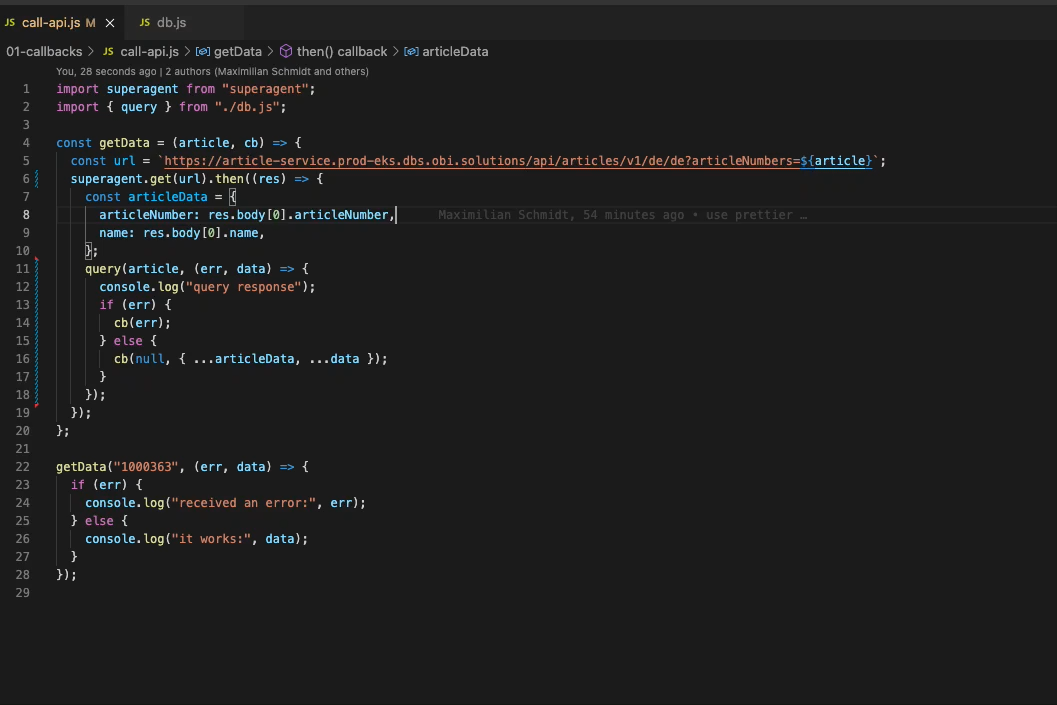 JS call-api.js M × JS db.js
01-callbacks > JS call-api.js > getData > then() callback > articleData
You, 28 seconds ago | 2 authors (Maximilian Schmidt and others)
1 import superagent from "superagent";
2 import { query } from "./db.js";
3
4 const getData = (article, cb) => {
5 const url = `https://article-service.prod-eks.dbs.obi.solutions/api/articles/v1/de/de?articleNumbers=${article}`;
6 superagent.get(url).then((res) => {
7 const articleData = {
8 articleNumber: res.body[0].articleNumber, Maximilian Schmidt, 54 minutes ago • use prettier …
9 name: res.body[0].name,
10 };
11 query(article, (err, data) => {
12 console.log("query response");
13 if (err) {
14 cb(err);
15 } else {
16 cb(null, { ...articleData, ...data });
17 }
18 });
19 });
20 };
21
22 getData("1000363", (err, data) => {
23 if (err) {
24 console.log("received an error:", err);
25 } else {
26 console.log("it works:", data);
27 }
28 });
29